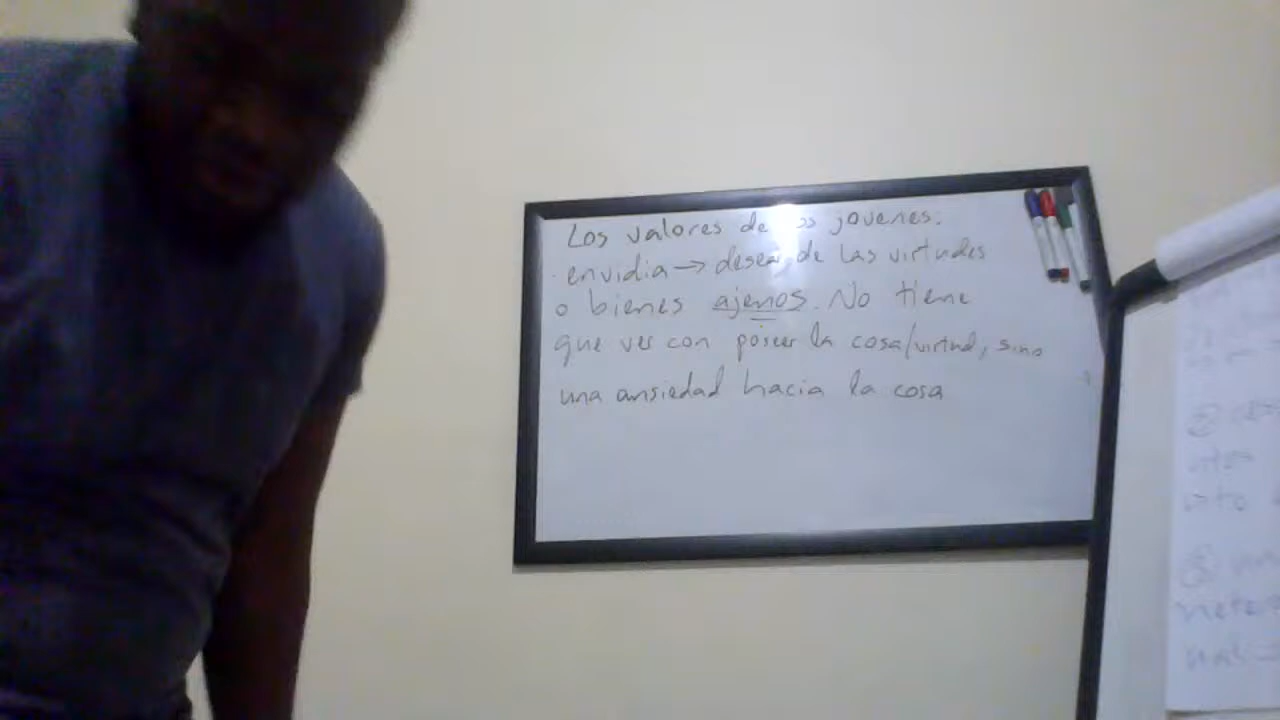 Los valores de los jovenes.
envidia → deseo de las virtudes
o bienes ajenos. No tiene
que ver con poseer la cosa/virtud, sino
una ansiedad hacia la cosa